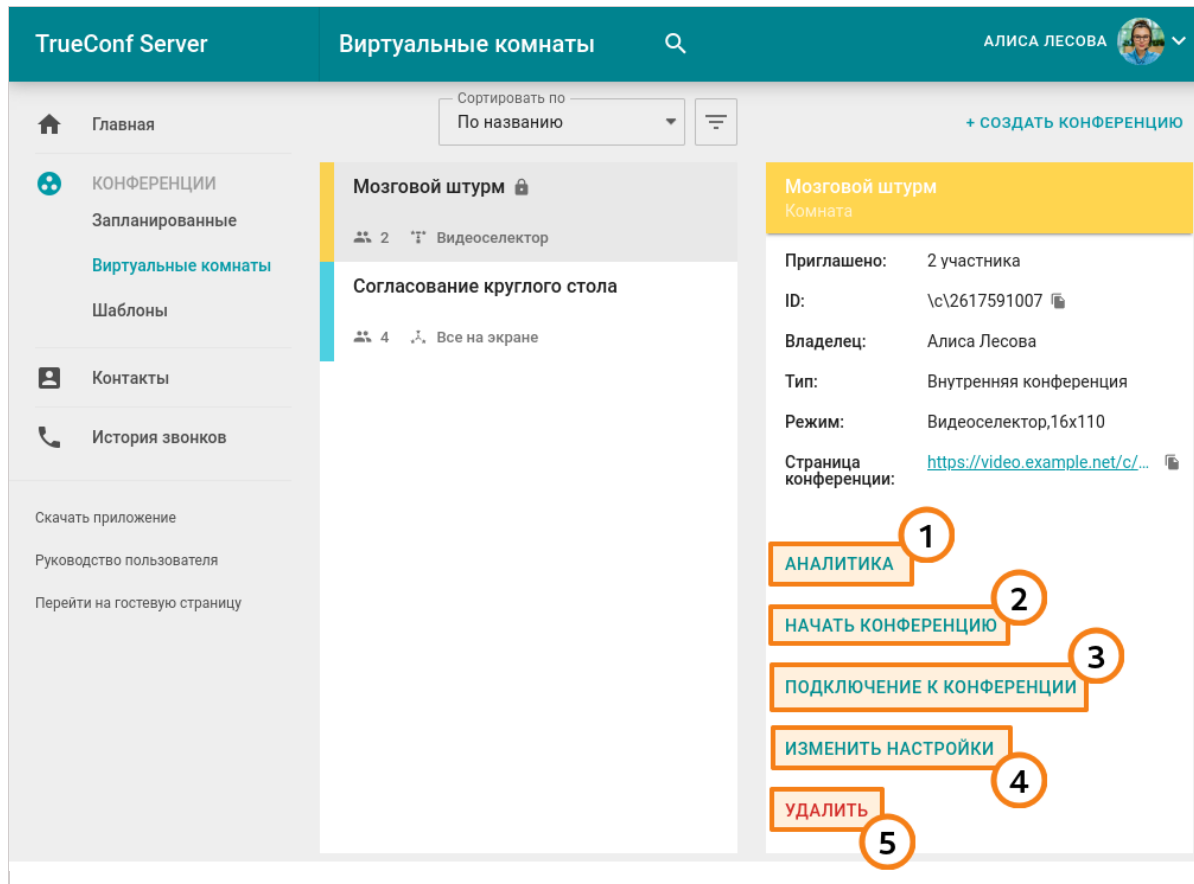 TrueConf Server
Виртуальные комнаты
АЛИСА ЛЕСОВА
Главная
КОНФЕРЕНЦИИ
Запланированные
Виртуальные комнаты
Шаблоны
Контакты
История звонков
Скачать приложение
Руководство пользователя
Перейти на гостевую страницу
Сортировать по
По названию
+ СОЗДАТЬ КОНФЕРЕНЦИЮ
Мозговой штурм
2 Видеоселектор
Согласование круглого стола
4 Все на экране
Мозговой штурм
Комната
Приглашено: 2 участника
ID: \c\2617591007
Владелец: Алиса Лесова
Тип: Внутренняя конференция
Режим: Видеоселектор,16x110
Страница
конференции: https://video.example.net/c/...
1
АНАЛИТИКА
2
НАЧАТЬ КОНФЕРЕНЦИЮ
3
ПОДКЛЮЧЕНИЕ К КОНФЕРЕНЦИИ
ИЗМЕНИТЬ НАСТРОЙКИ
4
УДАЛИТЬ
5